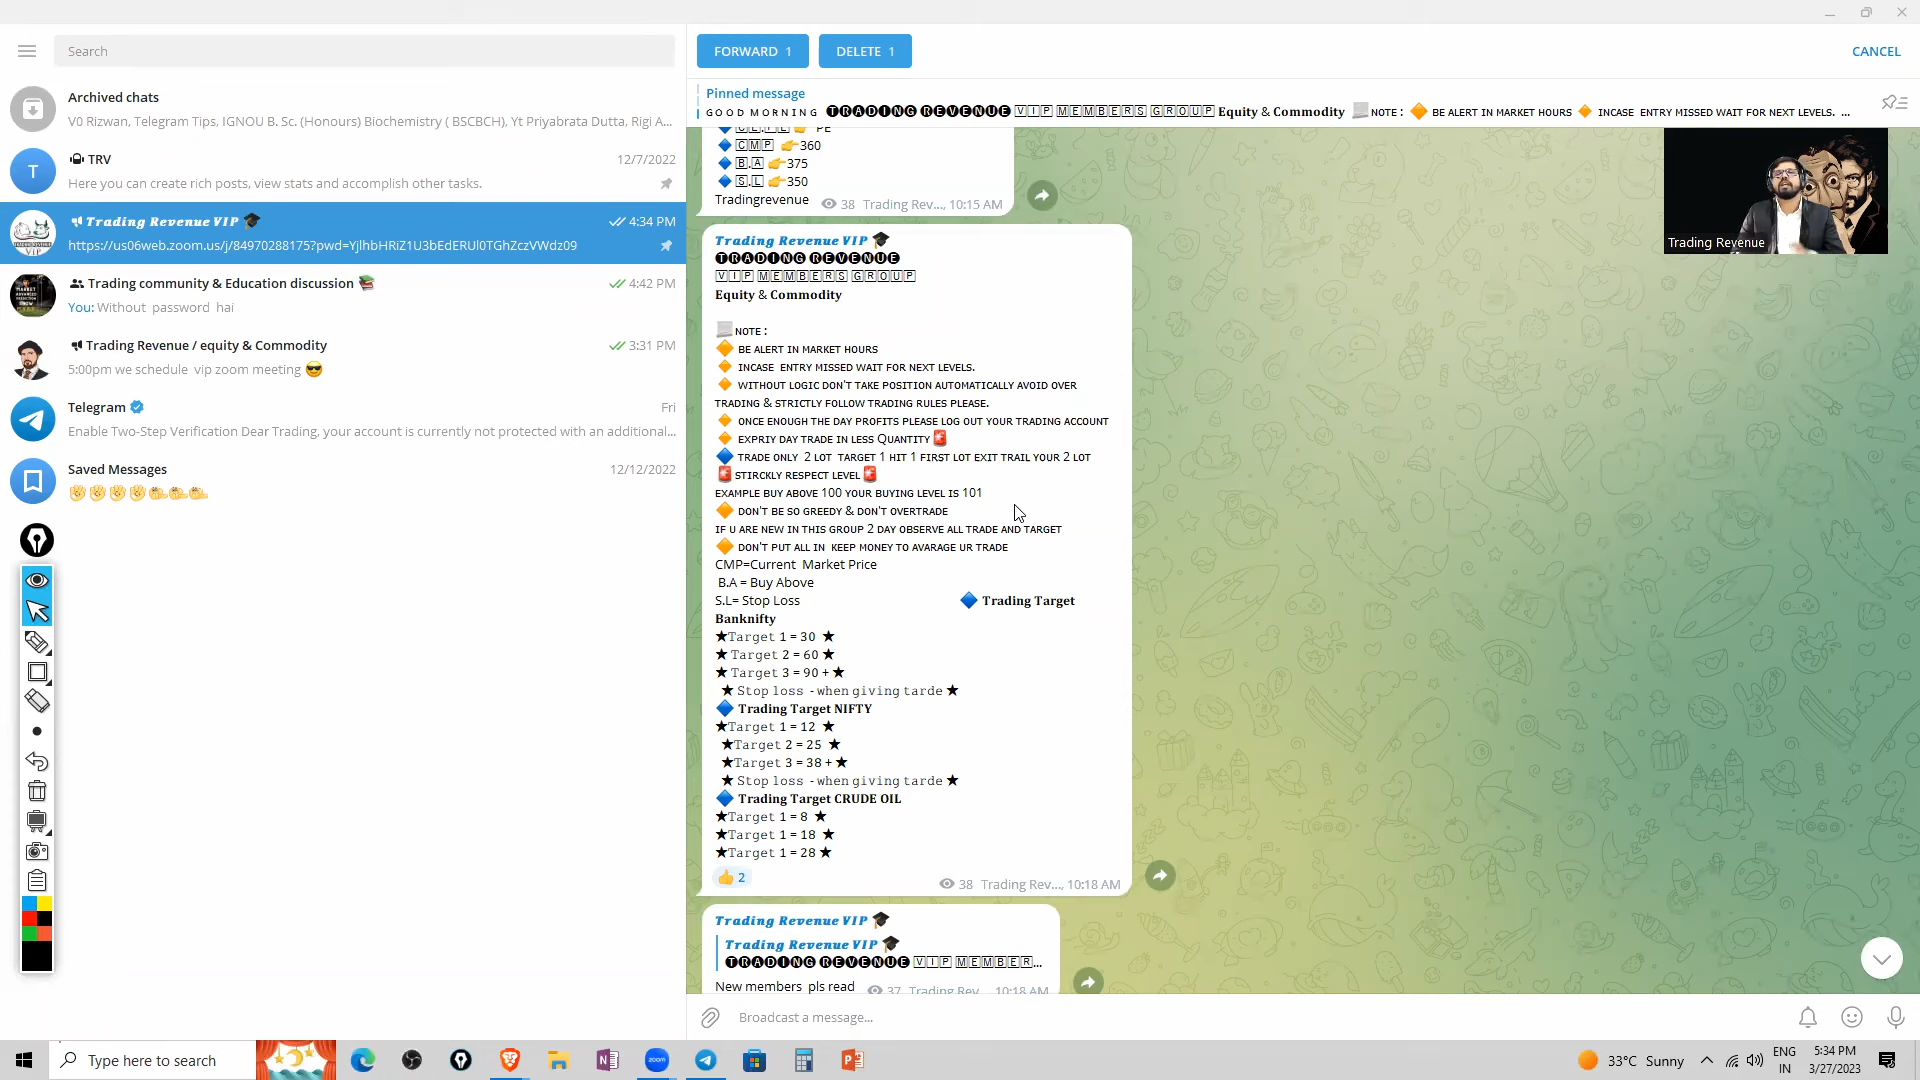 Search
FORWARD 1
DELETE 1
CANCEL
Archived chats
V0 Rizwan, Telegram Tips, IGNOU B. Sc. (Honours) Biochemistry ( BSCBCH), Yt Priyabrata Dutta, Rigi A...
T
TRV
12/7/2022
Here you can create rich posts, view stats and accomplish other tasks.
Trading Revenue VIP 🎓
4:34 PM
https://us06web.zoom.us/j/84970288175?pwd=YjlhbHRiZ1U3bEdERUl0TGhZczVWdz09
Trading community & Education discussion 📚
4:42 PM
You: Without password hai
Trading Revenue / equity & Commodity
3:31 PM
5:00pm we schedule vip zoom meeting 😎
Telegram
Fri
Enable Two-Step Verification Dear Trading, your account is currently not protected with an additional...
Saved Messages
12/12/2022
Pinned message
GOOD MORNING TRADING REVENUE VIP MEMBERS GROUP Equity & Commodity NOTE : 🔶 BE ALERT IN MARKET HOURS 🔸 INCASE ENTRY MISSED WAIT FOR NEXT LEVELS. ...
PE
🔹 CMP 👉360
🔹 B.A 👉375
🔹 S.L 👉350
Tradingrevenue
38 Trading Rev..., 10:15 AM
Trading Revenue
Trading Revenue VIP 🎓
TRADING REVENUE
VIP MEMBERS GROUP
Equity & Commodity
NOTE :
🔶 BE ALERT IN MARKET HOURS
🔸 INCASE ENTRY MISSED WAIT FOR NEXT LEVELS.
🔸 WITHOUT LOGIC DON'T TAKE POSITION AUTOMATICALLY AVOID OVER
TRADING & STRICTLY FOLLOW TRADING RULES PLEASE.
🔸 ONCE ENOUGH THE DAY PROFITS PLEASE LOG OUT YOUR TRADING ACCOUNT
🔸 EXPRIY DAY TRADE IN LESS QUANTITY🚨
🔷 TRADE ONLY 2 LOT TARGET 1 HIT 1 FIRST LOT EXIT TRAIL YOUR 2 LOT
🚨STIRCKLY RESPECT LEVEL🚨
EXAMPLE BUY ABOVE 100 YOUR BUYING LEVEL IS 101
🔶 DON'T BE SO GREEDY & DON'T OVERTRADE
IF U ARE NEW IN THIS GROUP 2 DAY OBSERVE ALL TRADE AND TARGET
🔶 DON'T PUT ALL IN KEEP MONEY TO AVARAGE UR TRADE
CMP=Current Market Price
B.A = Buy Above
S.L= Stop Loss 🔷 Trading Target
Banknifty
★Target 1 = 30 ★
★Target 2 = 60 ★
★Target 3 = 90 + ★
★Stop loss - when giving tarde ★
🔷 Trading Target NIFTY
★Target 1 = 12 ★
★Target 2 = 25 ★
★Target 3 = 38 + ★
★Stop loss - when giving tarde ★
🔷 Trading Target CRUDE OIL
★Target 1 = 8 ★
★Target 1 = 18 ★
★Target 1 = 28 ★
👍 2
38 Trading Rev..., 10:18 AM
Trading Revenue VIP 🎓
Trading Revenue VIP 🎓
TRADING REVENUE VIP MEMBER...
New members pls read
37 Trading Rev... 10:18 AM
Broadcast a message...
Type here to search
zoom
33°C Sunny
ENG
IN
5:34 PM
3/27/2023